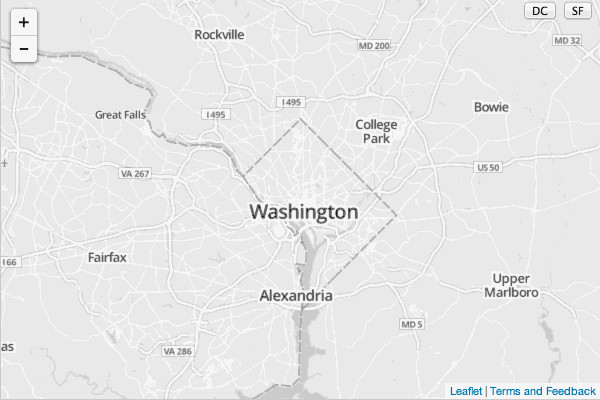 +
−
DC
SF
Rockville
MD 200
MD 32
I 495
Great Falls
I 495
College
Park
Bowie
VA 267
US 50
Washington
Fairfax
I 66
Alexandria
Upper
Marlboro
MD 5
as
VA 286
Leaflet | Terms and Feedback